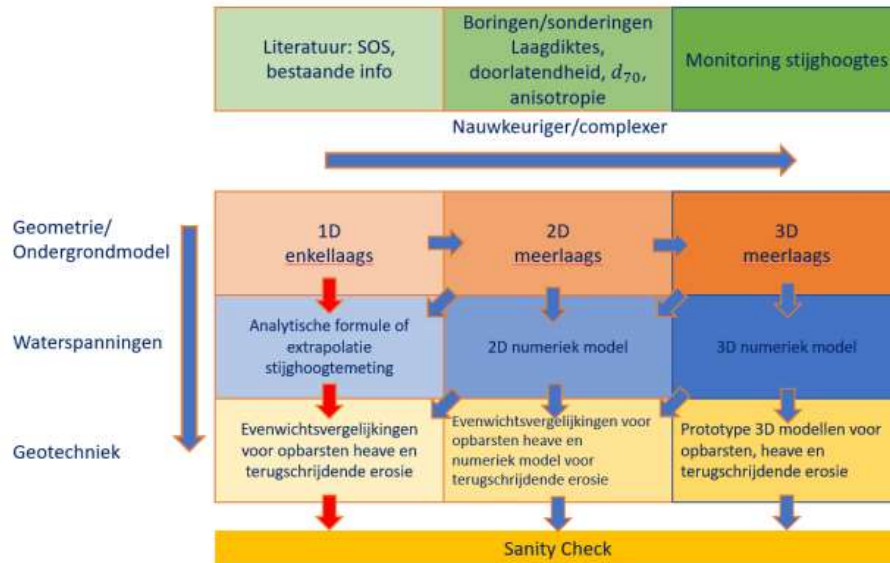 Literatuur: SOS,
bestaande info
Boringen/sonderingen
Laagdiktes,
doorlatendheid, d70,
anisotropie
Monitoring stijghoogtes
Nauwkeuriger/complexer
Geometrie/
Ondergrondmodel
1D
enkellaags
2D
meerlaags
3D
meerlaags
Waterspanningen
Analytische formule of
extrapolatie
stijghoogtemeting
2D numeriek model
3D numeriek model
Geotechniek
Evenwichtsvergelijkingen
voor opbarsten heave en
terugschrijdende erosie
Evenwichtsvergelijkingen voor
opbarsten heave en
numeriek model voor
terugschrijdende erosie
Prototype 3D modellen voor
opbarsten, heave en
terugschrijdende erosie
Sanity Check